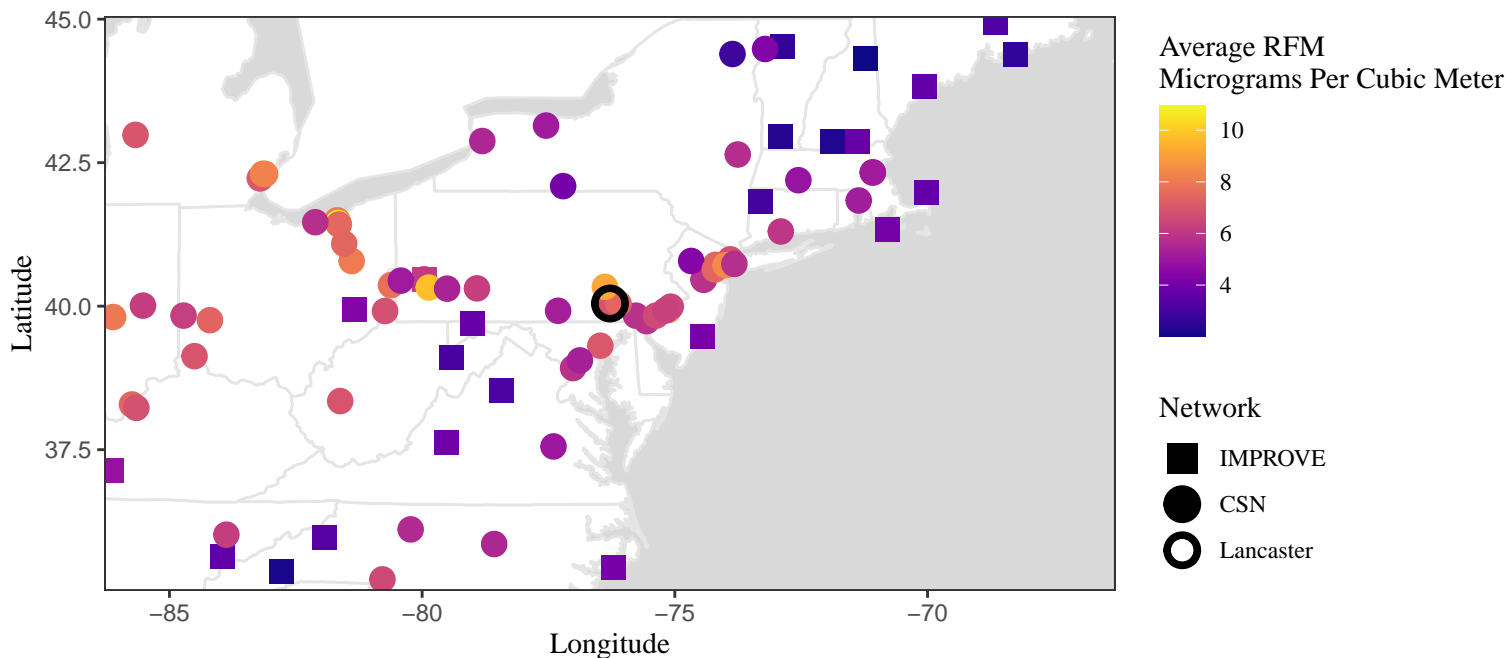 45.0
42.5
40.0
37.5
Latitude
−85
−80
−75
−70
Longitude
Average RFM
Micrograms Per Cubic Meter
10
8
6
4
Network
IMPROVE
CSN
Lancaster